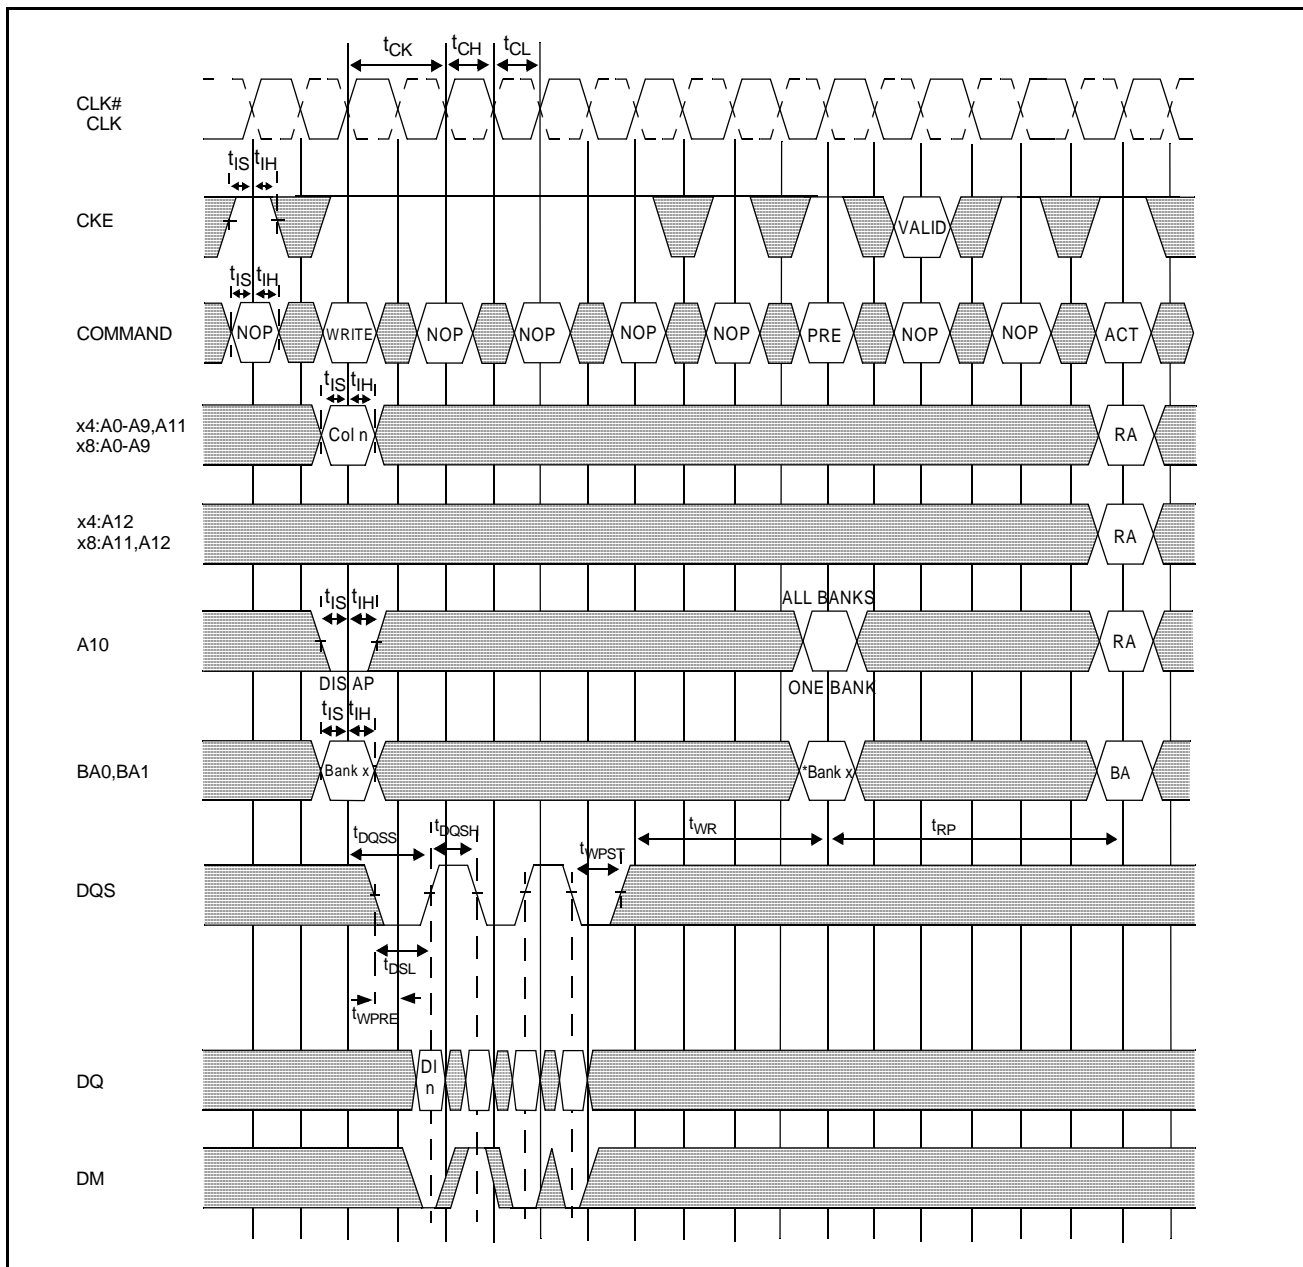 tCK tCH tCL
CLK#
CLK
tIS tIH
CKE
VALID
tIS tIH
COMMAND NOP WRITE NOP NOP NOP NOP PRE NOP NOP ACT
tIS tIH
x4:A0-A9,A11
x8:A0-A9
Col n RA
x4:A12
x8:A11,A12
RA
ALL BANKS
tIS tIH
A10 RA
DIS AP ONE BANK
tIS tIH
BA0,BA1 Bank x *Bank x BA
tDQSS tDQSH tWPST tWR tRP
DQS
tDSL
tWPRE
DQ
DI
n
DM